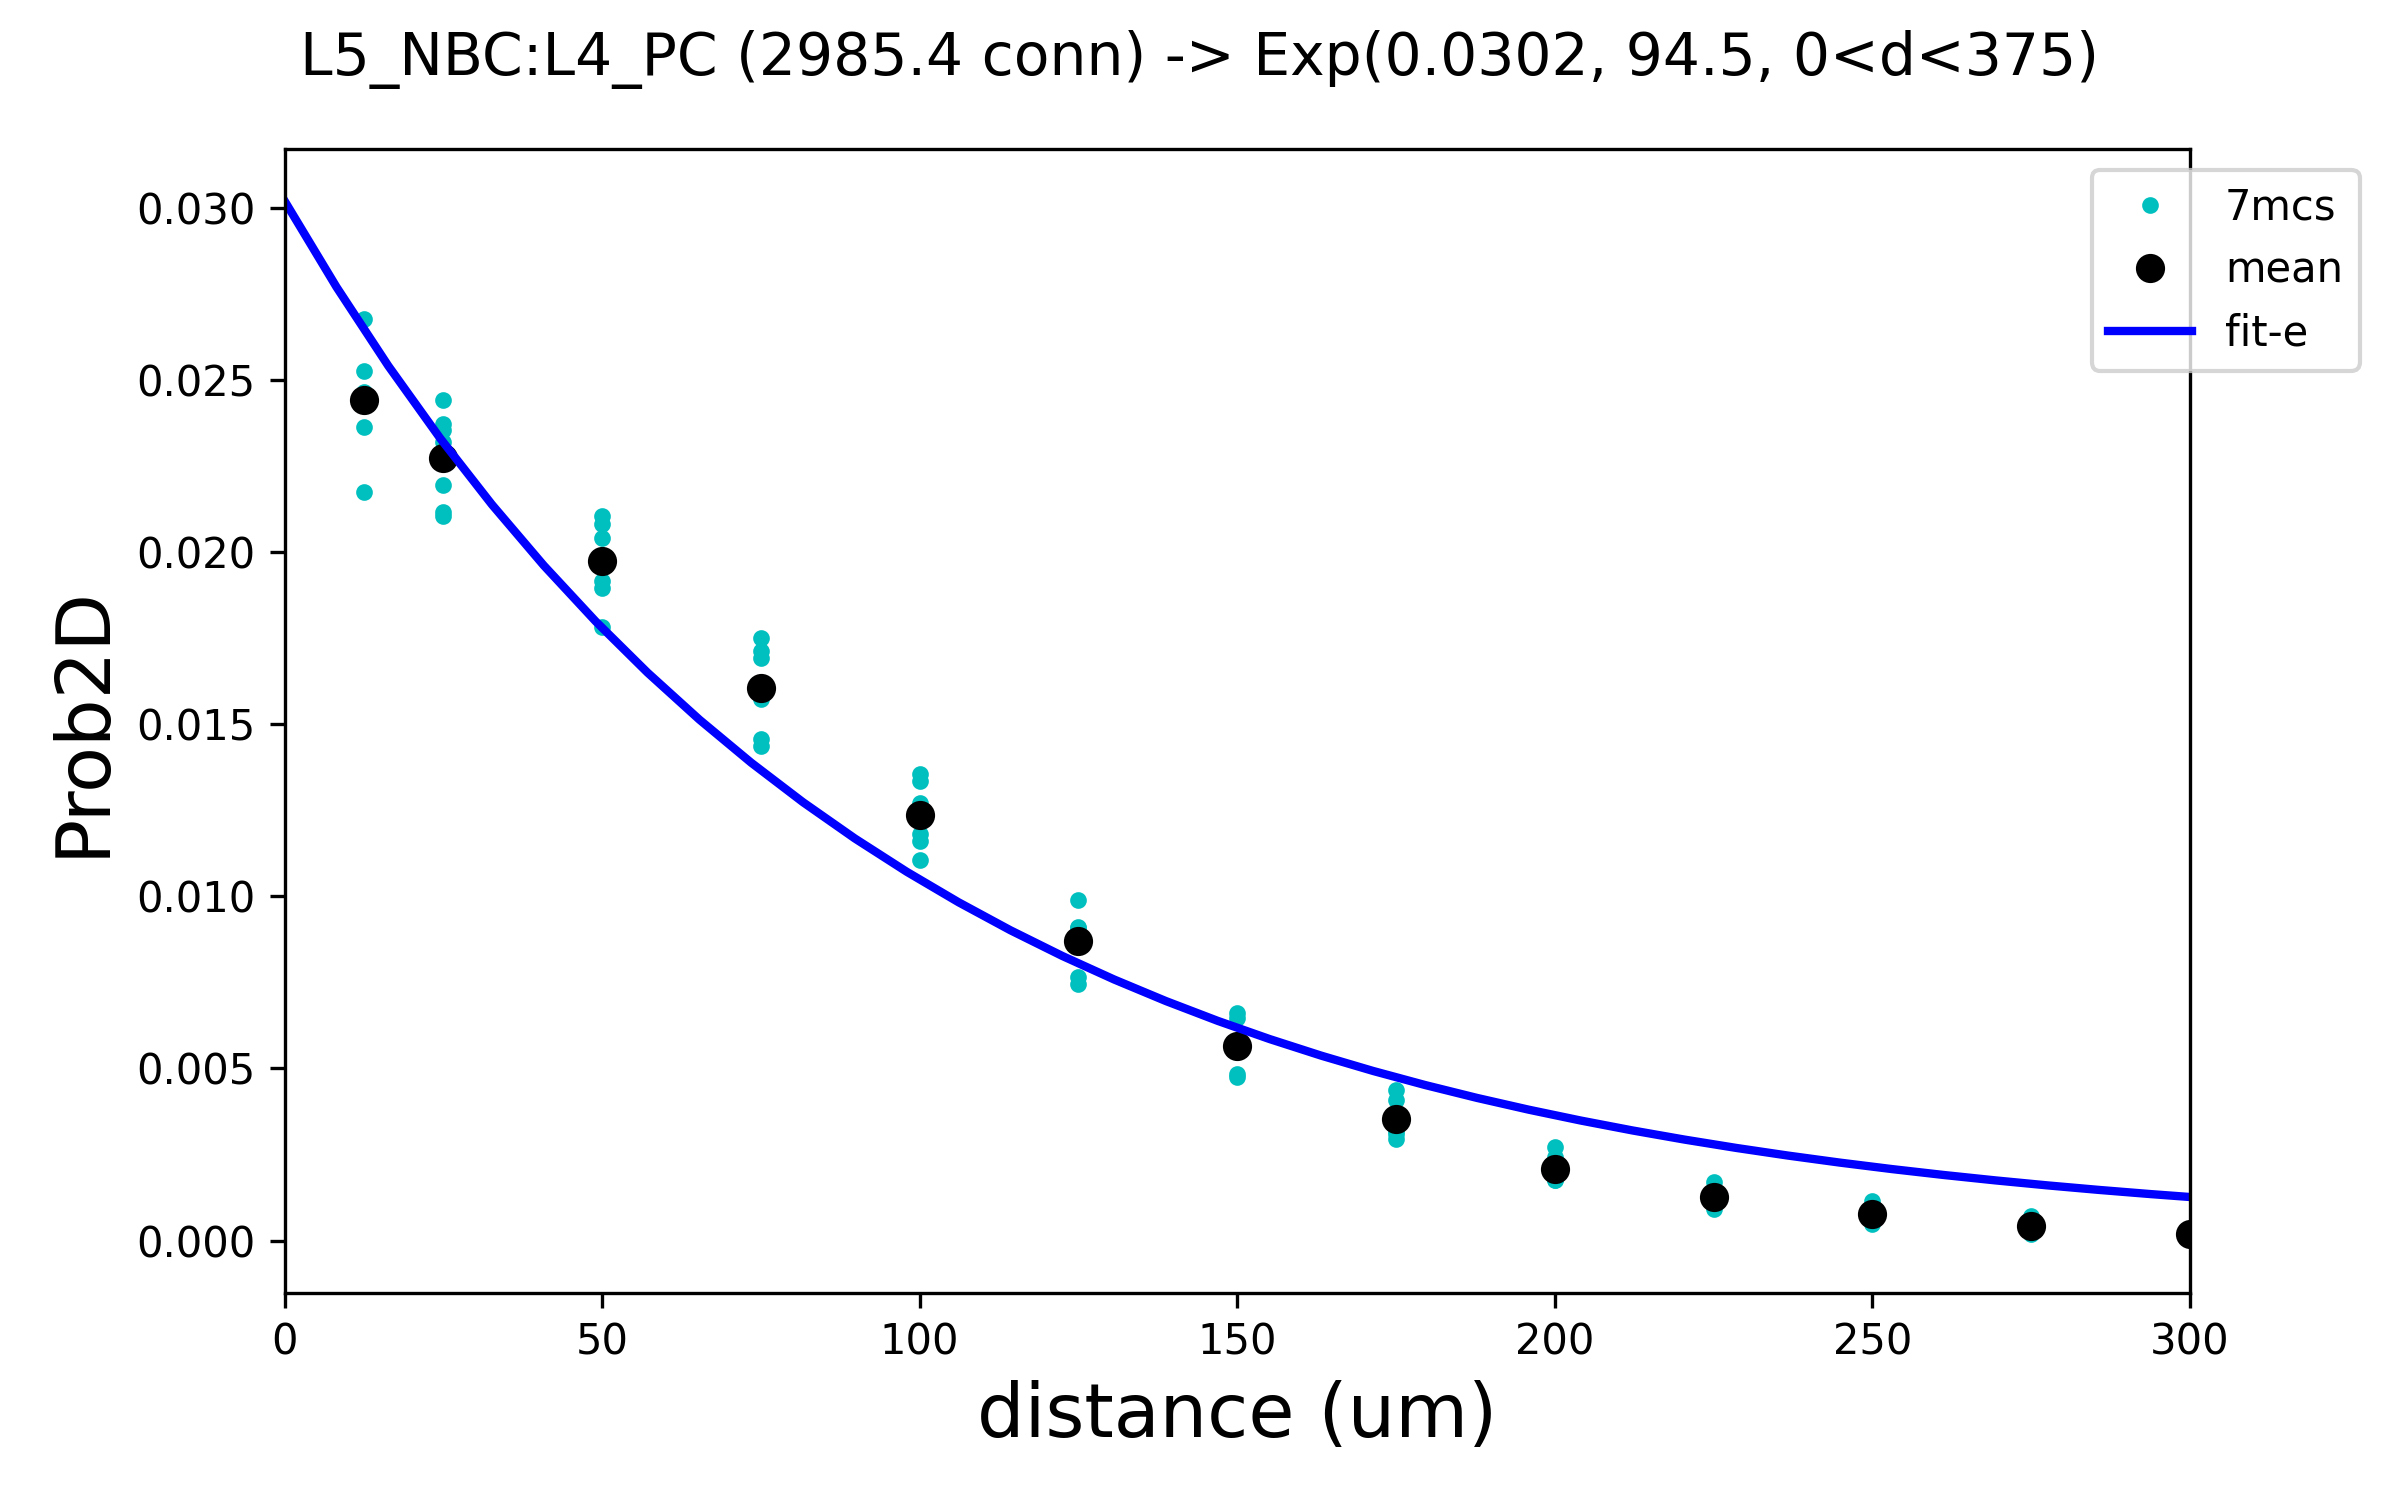 L5_NBC:L4_PC (2985.4 conn) -> Exp(0.0302, 94.5, 0<d<375)
7mcs
mean
fit-e
Prob2D
0.030
0.025
0.020
0.015
0.010
0.005
0.000
0 50 100 150 200 250 300
distance (um)